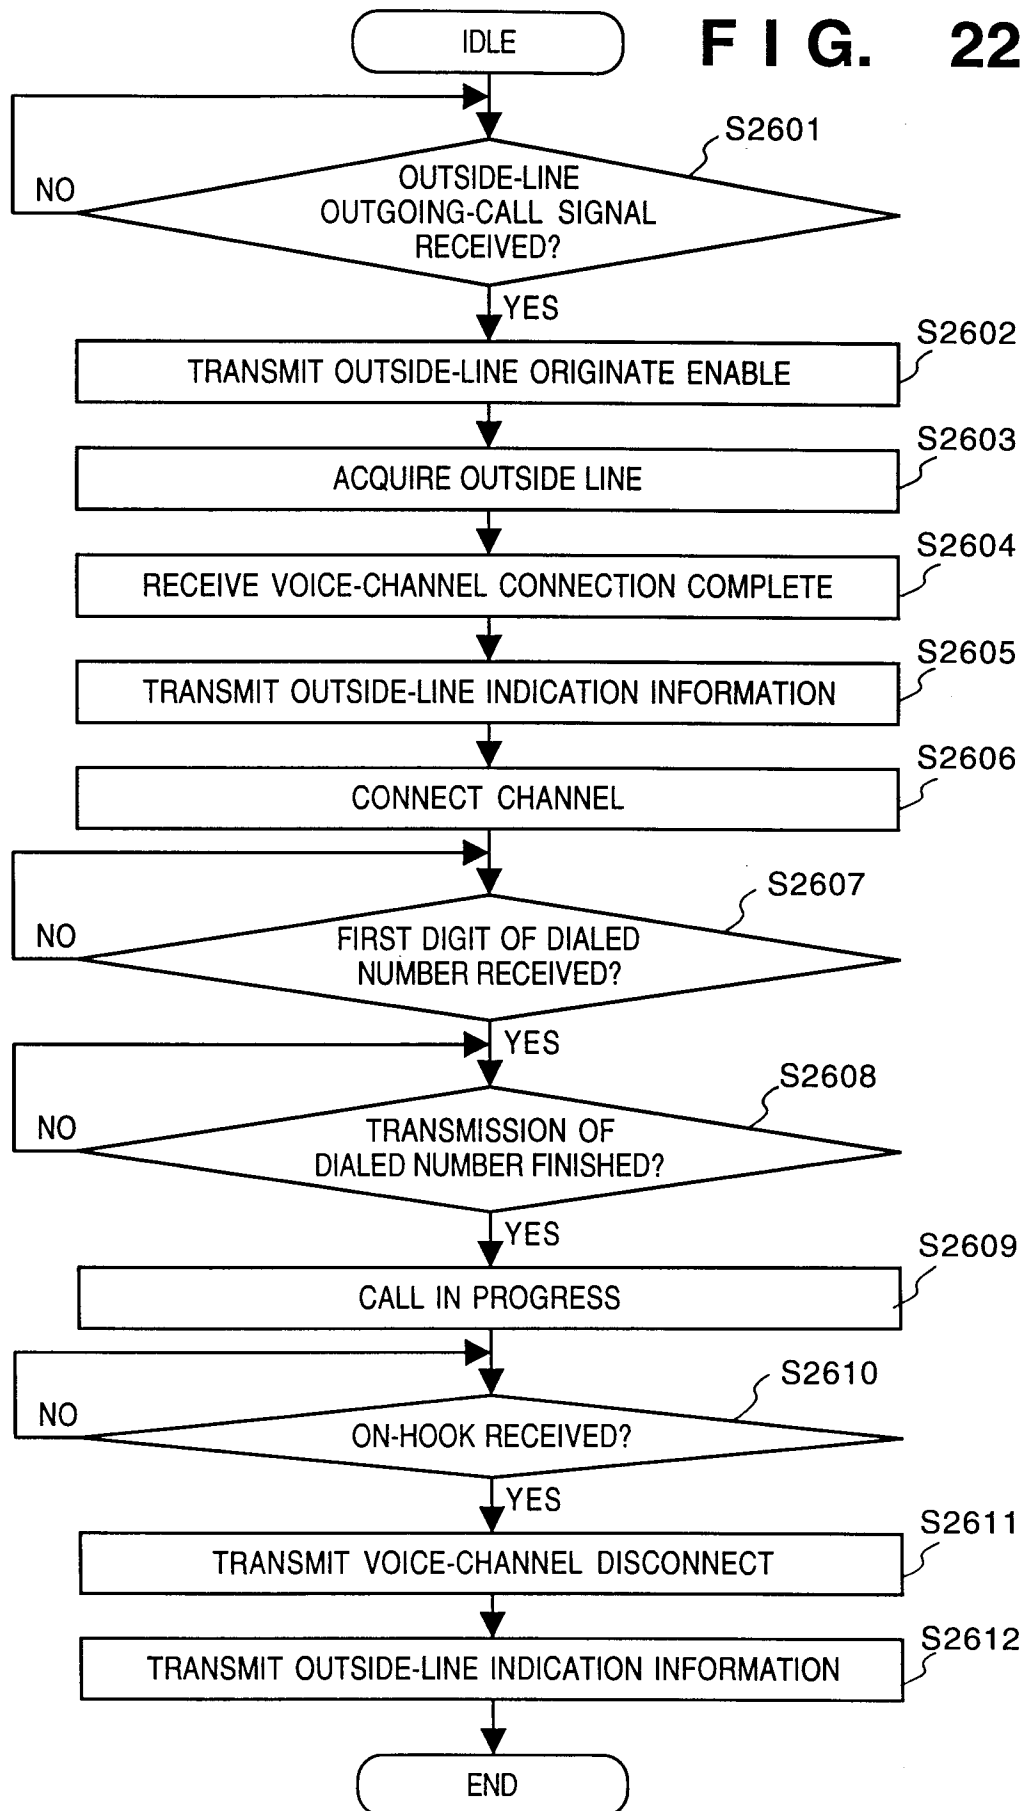 IDLE
FIG. 22
S2601
OUTSIDE-LINE
OUTGOING-CALL SIGNAL
RECEIVED?
NO
YES
S2602
TRANSMIT OUTSIDE-LINE ORIGINATE ENABLE
S2603
ACQUIRE OUTSIDE LINE
S2604
RECEIVE VOICE-CHANNEL CONNECTION COMPLETE
S2605
TRANSMIT OUTSIDE-LINE INDICATION INFORMATION
S2606
CONNECT CHANNEL
S2607
FIRST DIGIT OF DIALED
NUMBER RECEIVED?
NO
YES
S2608
TRANSMISSION OF
DIALED NUMBER FINISHED?
NO
YES
S2609
CALL IN PROGRESS
S2610
ON-HOOK RECEIVED?
NO
YES
S2611
TRANSMIT VOICE-CHANNEL DISCONNECT
S2612
TRANSMIT OUTSIDE-LINE INDICATION INFORMATION
END